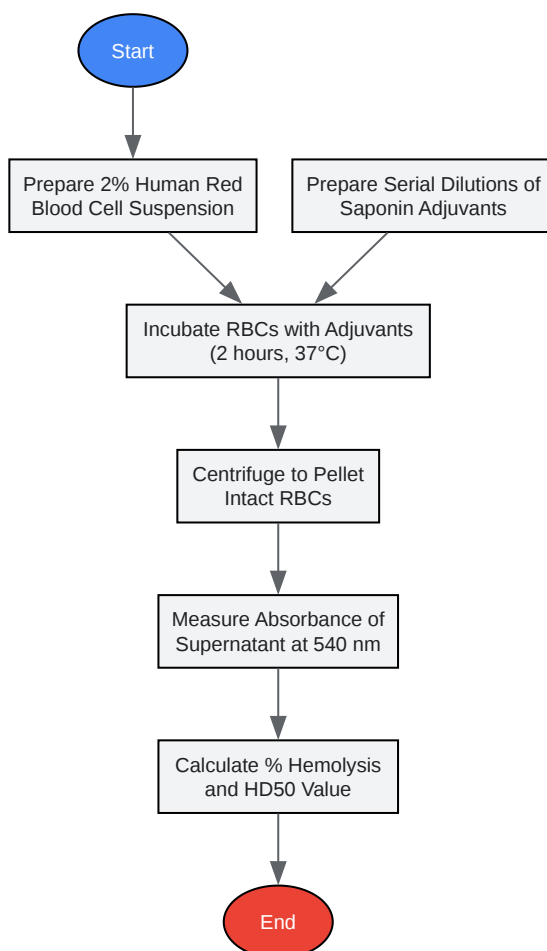 Start
Prepare 2% Human Red
Blood Cell Suspension
Prepare Serial Dilutions of
Saponin Adjuvants
Incubate RBCs with Adjuvants
(2 hours, 37°C)
Centrifuge to Pellet
Intact RBCs
Measure Absorbance of
Supernatant at 540 nm
Calculate % Hemolysis
and HD50 Value
End